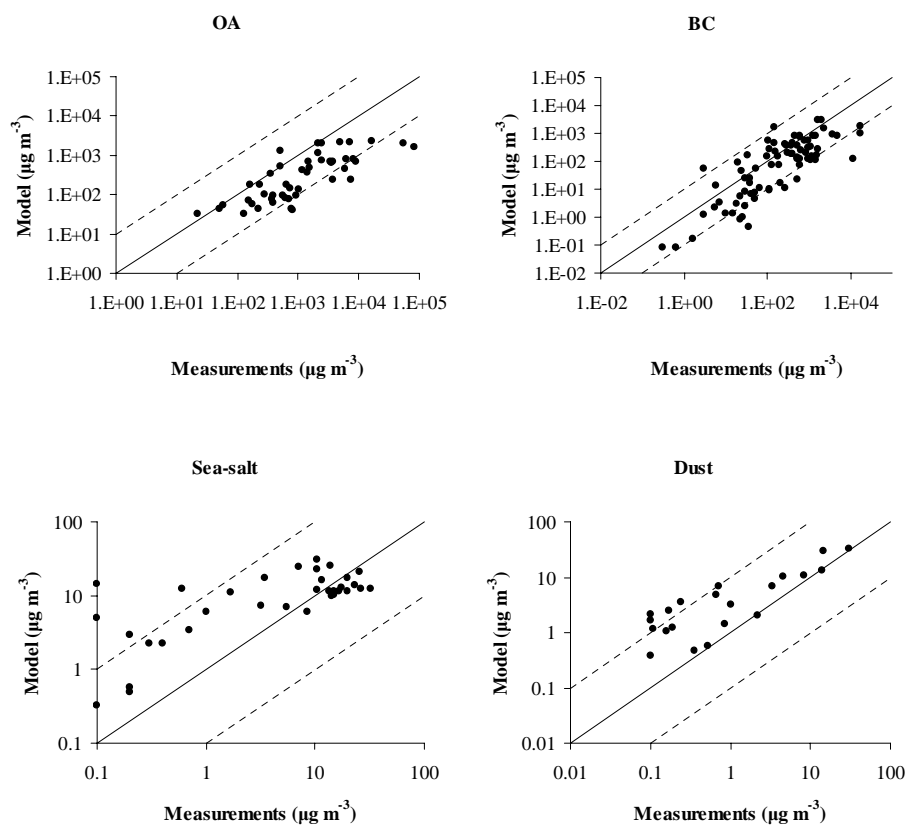 OA
1.E+05
1.E+04
1.E+03
1.E+02
1.E+01
1.E+00
Model (µg m⁻³)
1.E+00 1.E+01 1.E+02 1.E+03 1.E+04 1.E+05
Measurements (µg m⁻³)
BC
1.E+05
1.E+04
1.E+03
1.E+02
1.E+01
1.E+00
1.E-01
1.E-02
Model (µg m⁻³)
1.E-02 1.E+00 1.E+02 1.E+04
Measurements (µg m⁻³)
Sea-salt
100
10
1
0.1
Model (µg m⁻³)
0.1 1 10 100
Measurements (µg m⁻³)
Dust
100
10
1
0.1
0.01
Model (µg m⁻³)
0.01 0.1 1 10 100
Measurements (µg m⁻³)